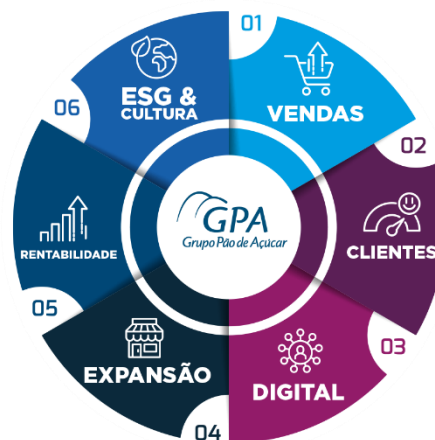 01
VENDAS
02
CLIENTES
03
DIGITAL
04
EXPANSÃO
05
RENTABILIDADE
06
ESG &
CULTURA
GPA
Grupo Pão de Açúcar